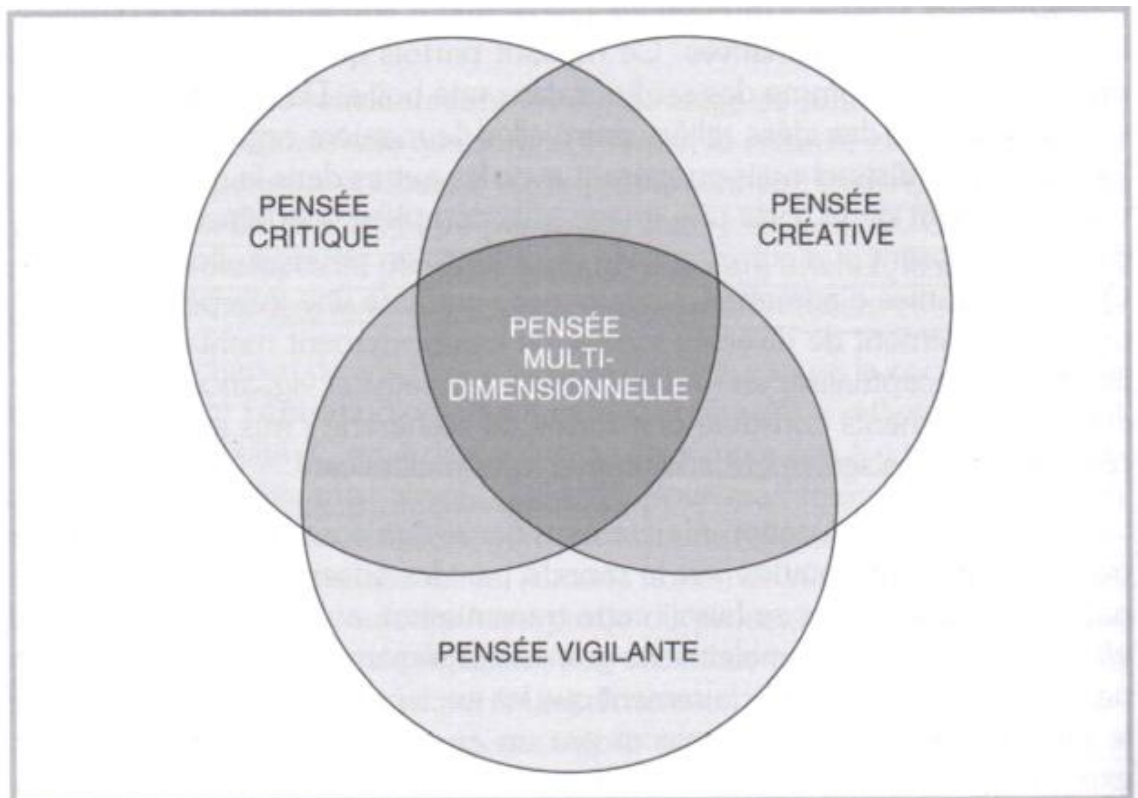 PENSÉE
CRITIQUE
PENSÉE
CRÉATIVE
PENSÉE
MULTI-
DIMENSIONNELLE
PENSÉE VIGILANTE